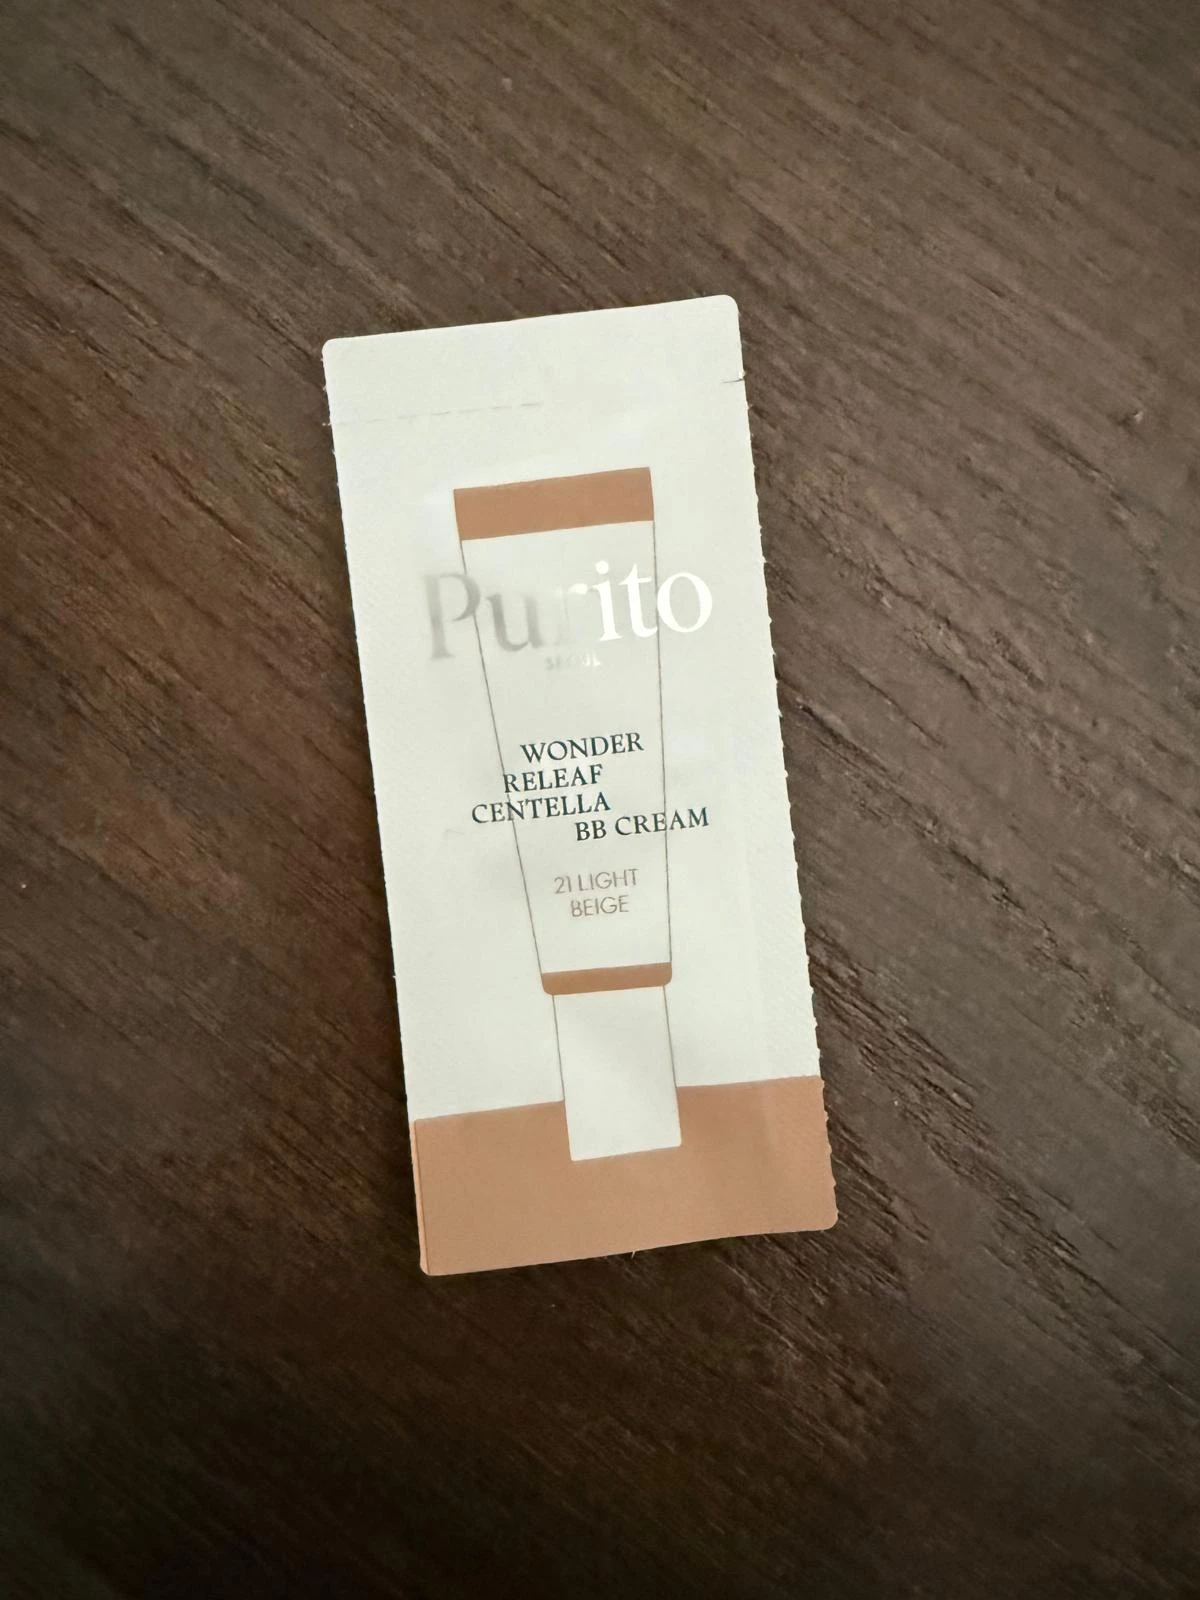 Purito
SEOUL
WONDER
RELEAF
CENTELLA
BB CREAM
21 LIGHT
BEIGE